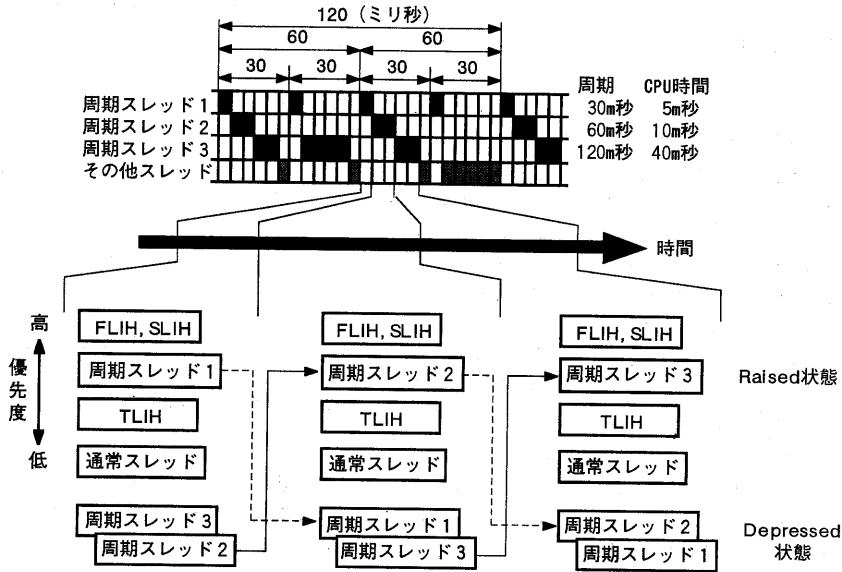 120 (ミリ秒)
60 60
30 30 30 30
周期 CPU時間
周期スレッド1 30m秒 5m秒
周期スレッド2 60m秒 10m秒
周期スレッド3 120m秒 40m秒
その他スレッド
時間
高
優先度
低
FLIH, SLIH
周期スレッド1
TLIH
通常スレッド
周期スレッド3
周期スレッド2
FLIH, SLIH
周期スレッド2
TLIH
通常スレッド
周期スレッド1
周期スレッド3
FLIH, SLIH
周期スレッド3
TLIH
通常スレッド
周期スレッド2
周期スレッド1
Raised状態
Depressed
状態